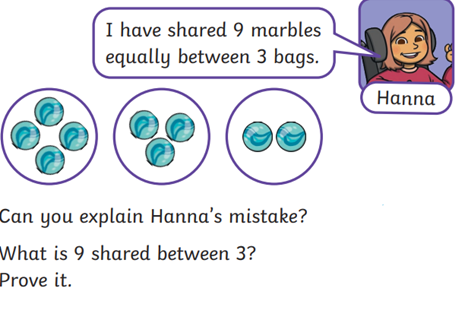 I have shared 9 marbles
equally between 3 bags.
Hanna
Can you explain Hanna's mistake?
What is 9 shared between 3?
Prove it.